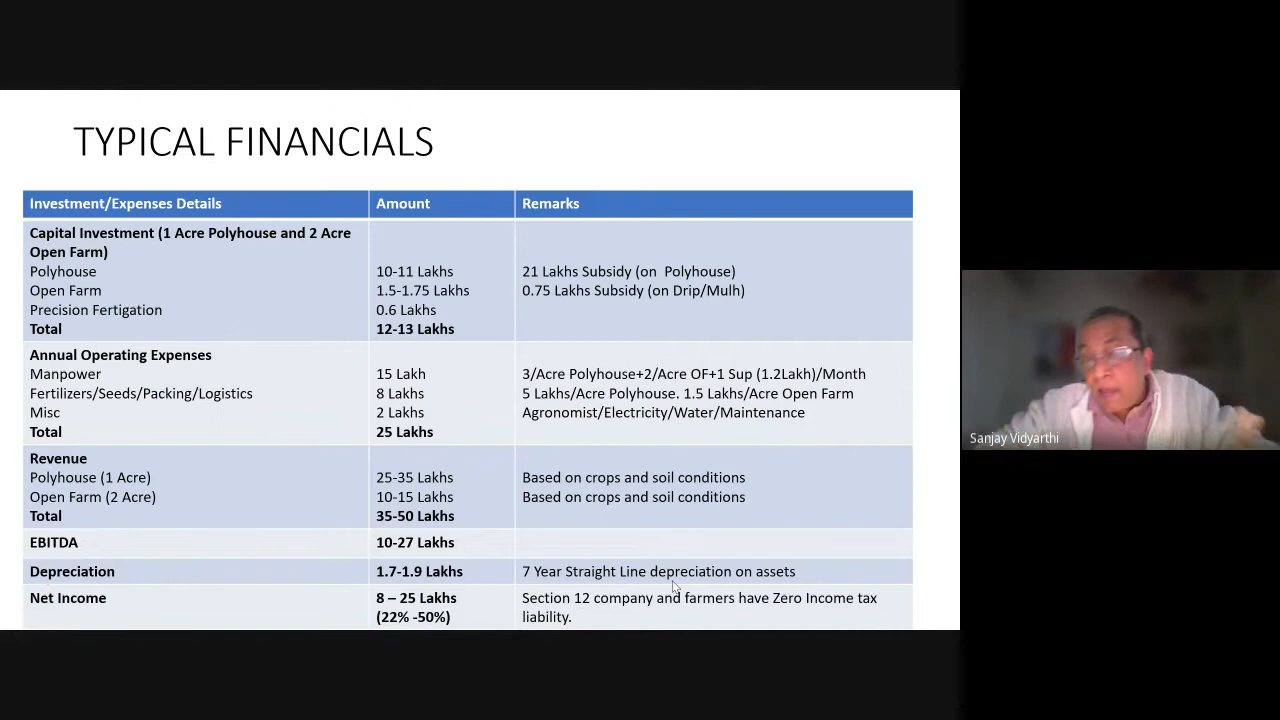 TYPICAL FINANCIALS
Investment/Expenses Details Amount Remarks
Capital Investment (1 Acre Polyhouse and 2 Acre
Open Farm)
Polyhouse 10-11 Lakhs 21 Lakhs Subsidy (on Polyhouse)
Open Farm 1.5-1.75 Lakhs 0.75 Lakhs Subsidy (on Drip/Mulh)
Precision Fertigation 0.6 Lakhs
Total 12-13 Lakhs
Annual Operating Expenses
Manpower 15 Lakh 3/Acre Polyhouse+2/Acre OF+1 Sup (1.2Lakh)/Month
Fertilizers/Seeds/Packing/Logistics 8 Lakhs 5 Lakhs/Acre Polyhouse. 1.5 Lakhs/Acre Open Farm
Misc 2 Lakhs Agronomist/Electricity/Water/Maintenance
Total 25 Lakhs
Revenue
Polyhouse (1 Acre) 25-35 Lakhs Based on crops and soil conditions
Open Farm (2 Acre) 10-15 Lakhs Based on crops and soil conditions
Total 35-50 Lakhs
EBITDA 10-27 Lakhs
Depreciation 1.7-1.9 Lakhs 7 Year Straight Line depreciation on assets
Net Income 8 – 25 Lakhs Section 12 company and farmers have Zero Income tax
(22% -50%) liability.
Sanjay Vidyarthi